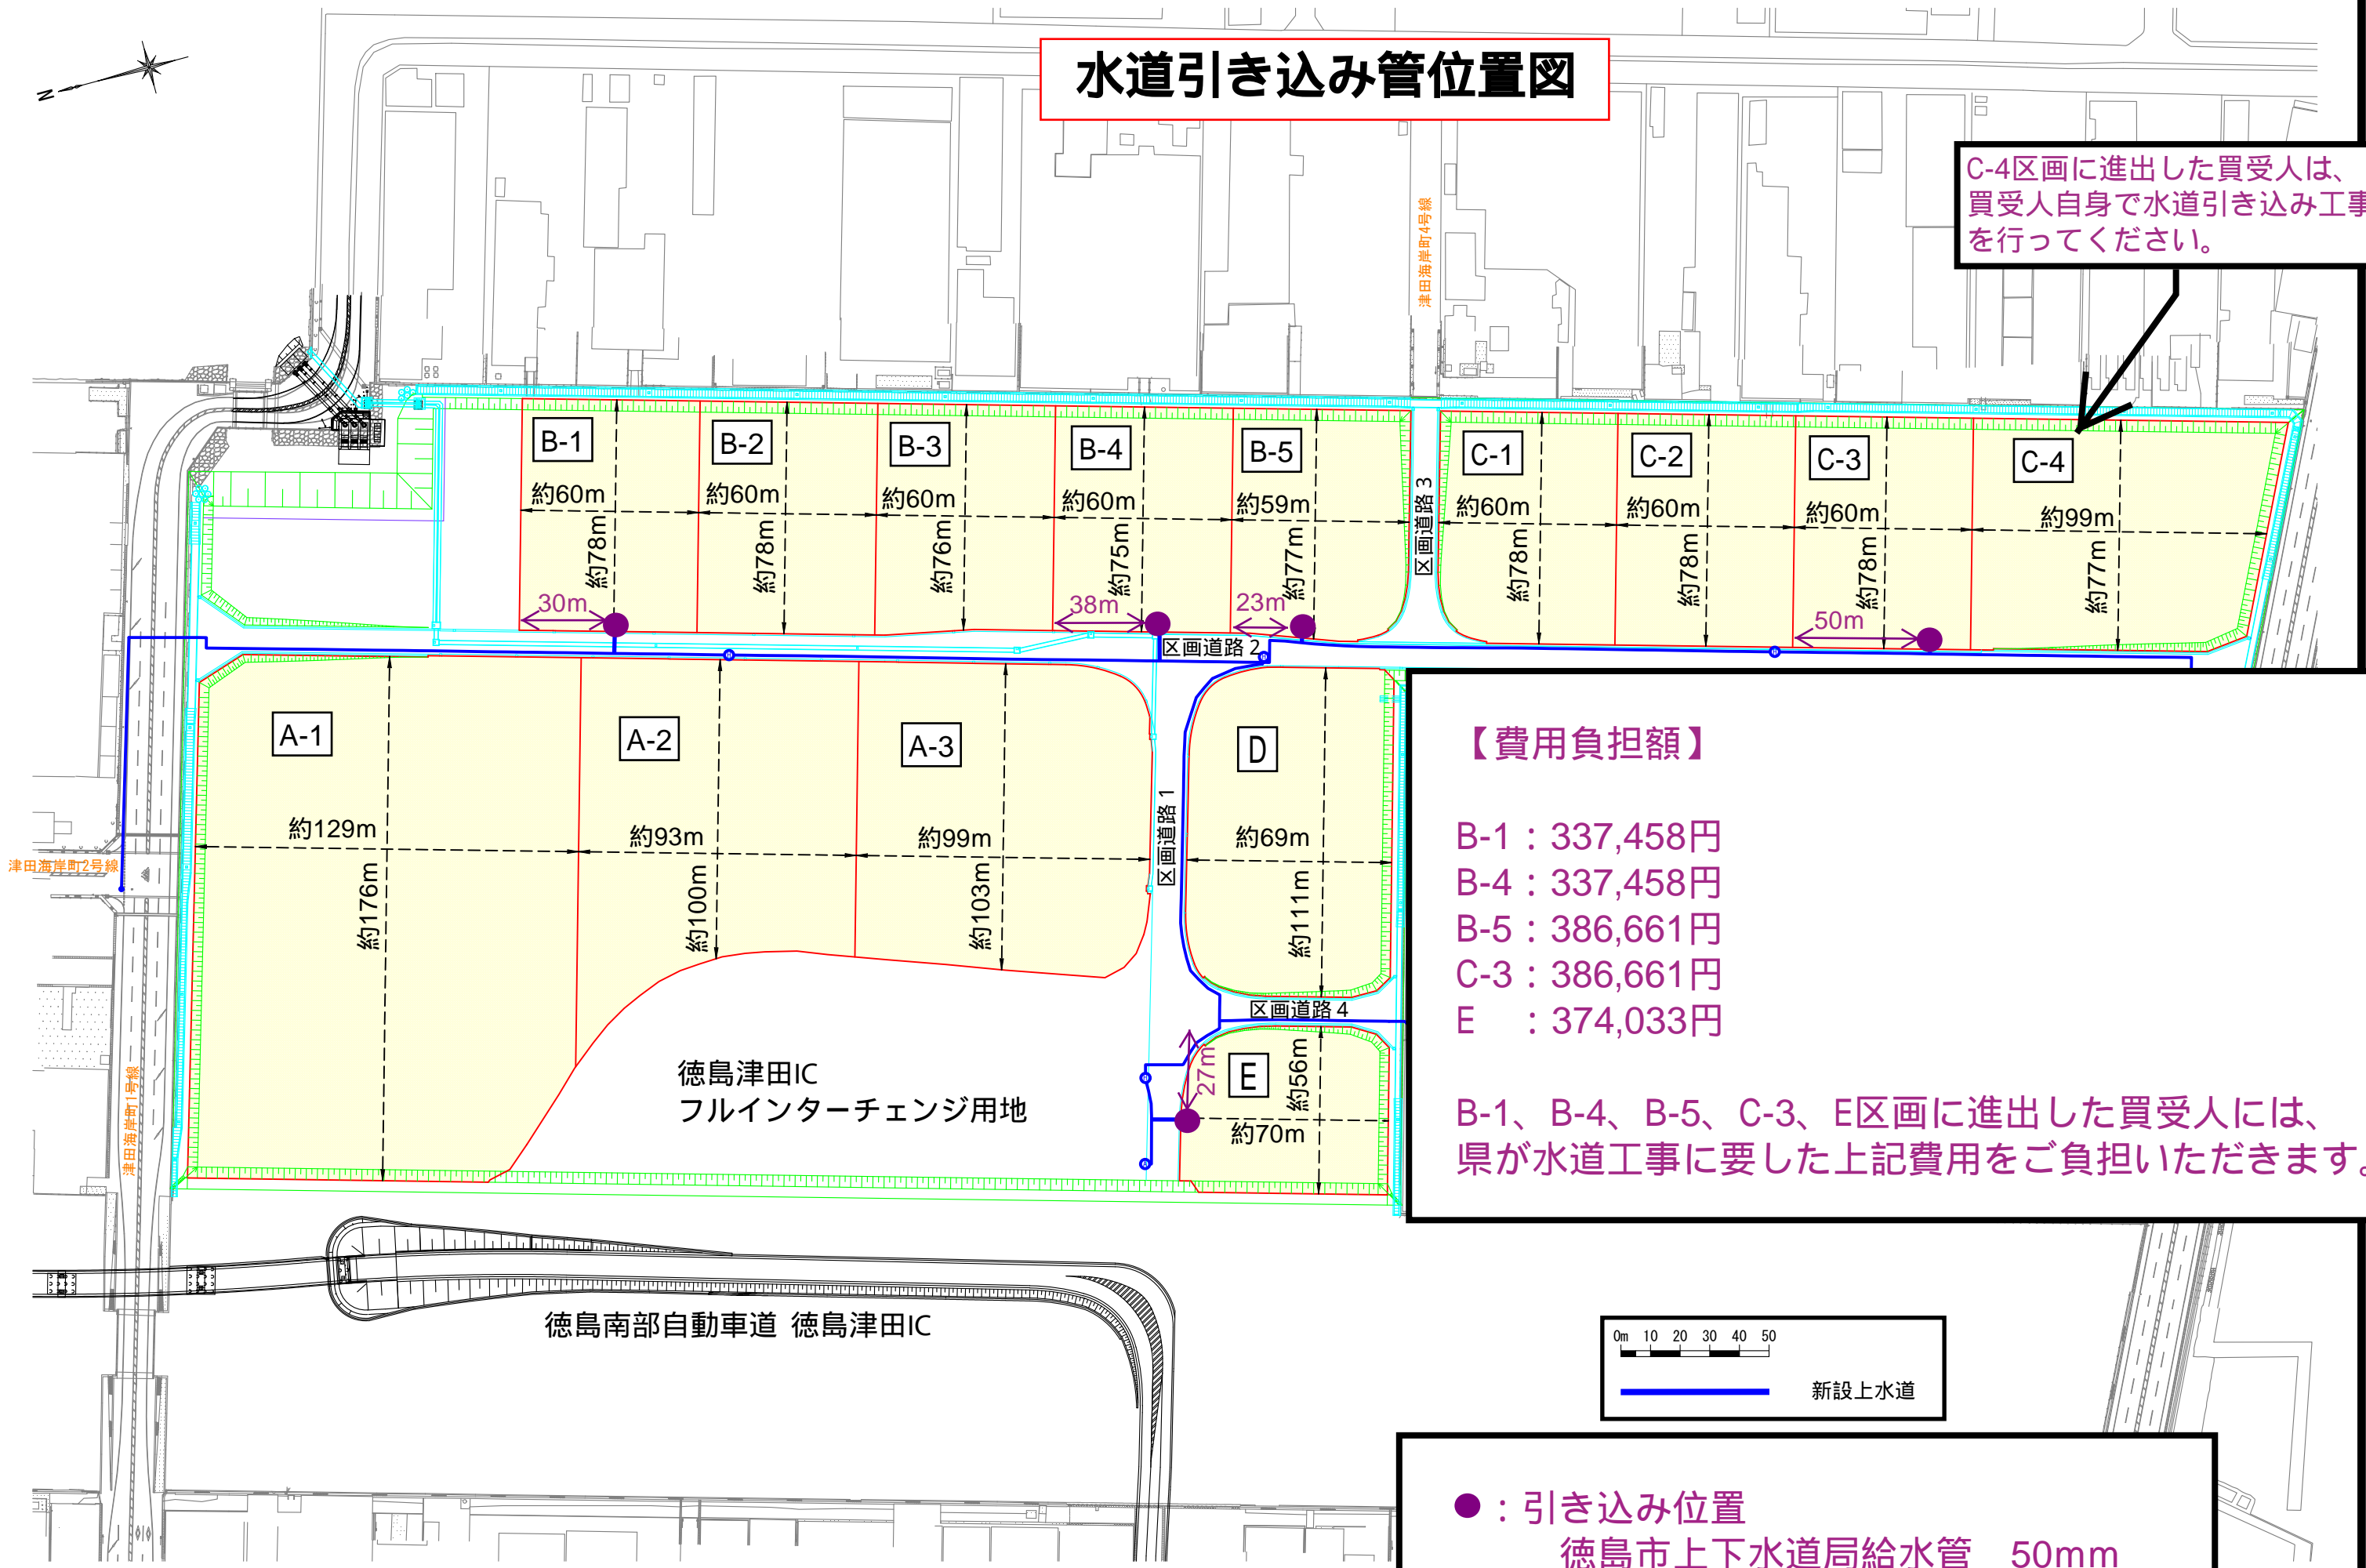 水道引き込み管位置図
N
C-4区画に進出した買受人は、
買受人自身で水道引き込み工事
を行ってください。
津田海岸町4号線
B-1
B-2
B-3
B-4
B-5
C-1
C-2
C-3
C-4
約60m
約60m
約60m
約60m
約59m
約60m
約60m
約60m
約99m
約78m
約78m
約76m
約75m
約77m
約78m
約78m
約78m
約77m
区画道路3
30m
38m
23m
50m
区画道路2
A-1
A-2
A-3
D
約129m
約93m
約99m
約69m
約176m
約100m
約103m
約111m
区画道路1
津田海岸町2号線
津田海岸町1号線
区画道路4
27m
E
約56m
約70m
徳島津田IC
フルインターチェンジ用地
【費用負担額】
B-1：337,458円
B-4：337,458円
B-5：386,661円
C-3：386,661円
E　：374,033円
B-1、B-4、B-5、C-3、E区画に進出した買受人には、
県が水道工事に要した上記費用をご負担いただきます。
徳島南部自動車道 徳島津田IC
0m 10 20 30 40 50
新設上水道
●：引き込み位置
徳島市上下水道局給水管　50mm